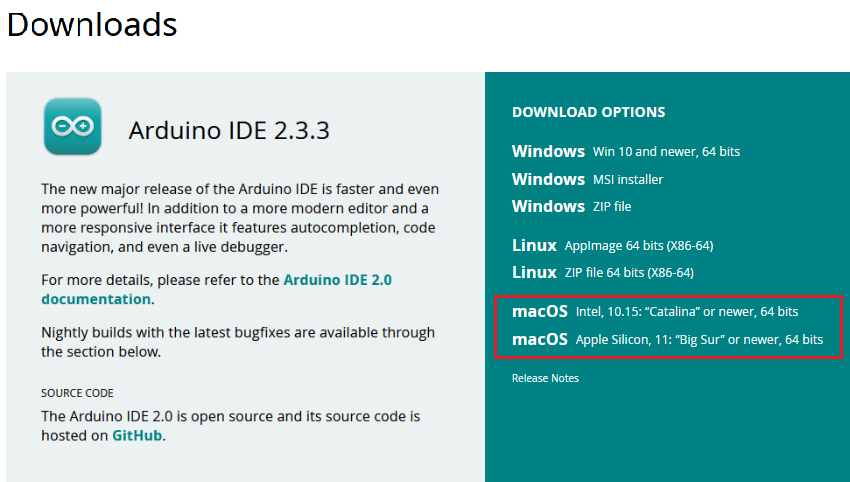 Downloads
Arduino IDE 2.3.3
The new major release of the Arduino IDE is faster and even
more powerful! In addition to a more modern editor and a
more responsive interface it features autocompletion, code
navigation, and even a live debugger.
For more details, please refer to the Arduino IDE 2.0
documentation.
Nightly builds with the latest bugfixes are available through
the section below.
SOURCE CODE
The Arduino IDE 2.0 is open source and its source code is
hosted on GitHub.
DOWNLOAD OPTIONS
Windows Win 10 and newer, 64 bits
Windows MSI installer
Windows ZIP file
Linux AppImage 64 bits (X86-64)
Linux ZIP file 64 bits (X86-64)
macOS Intel, 10.15: “Catalina” or newer, 64 bits
macOS Apple Silicon, 11: “Big Sur” or newer, 64 bits
Release Notes